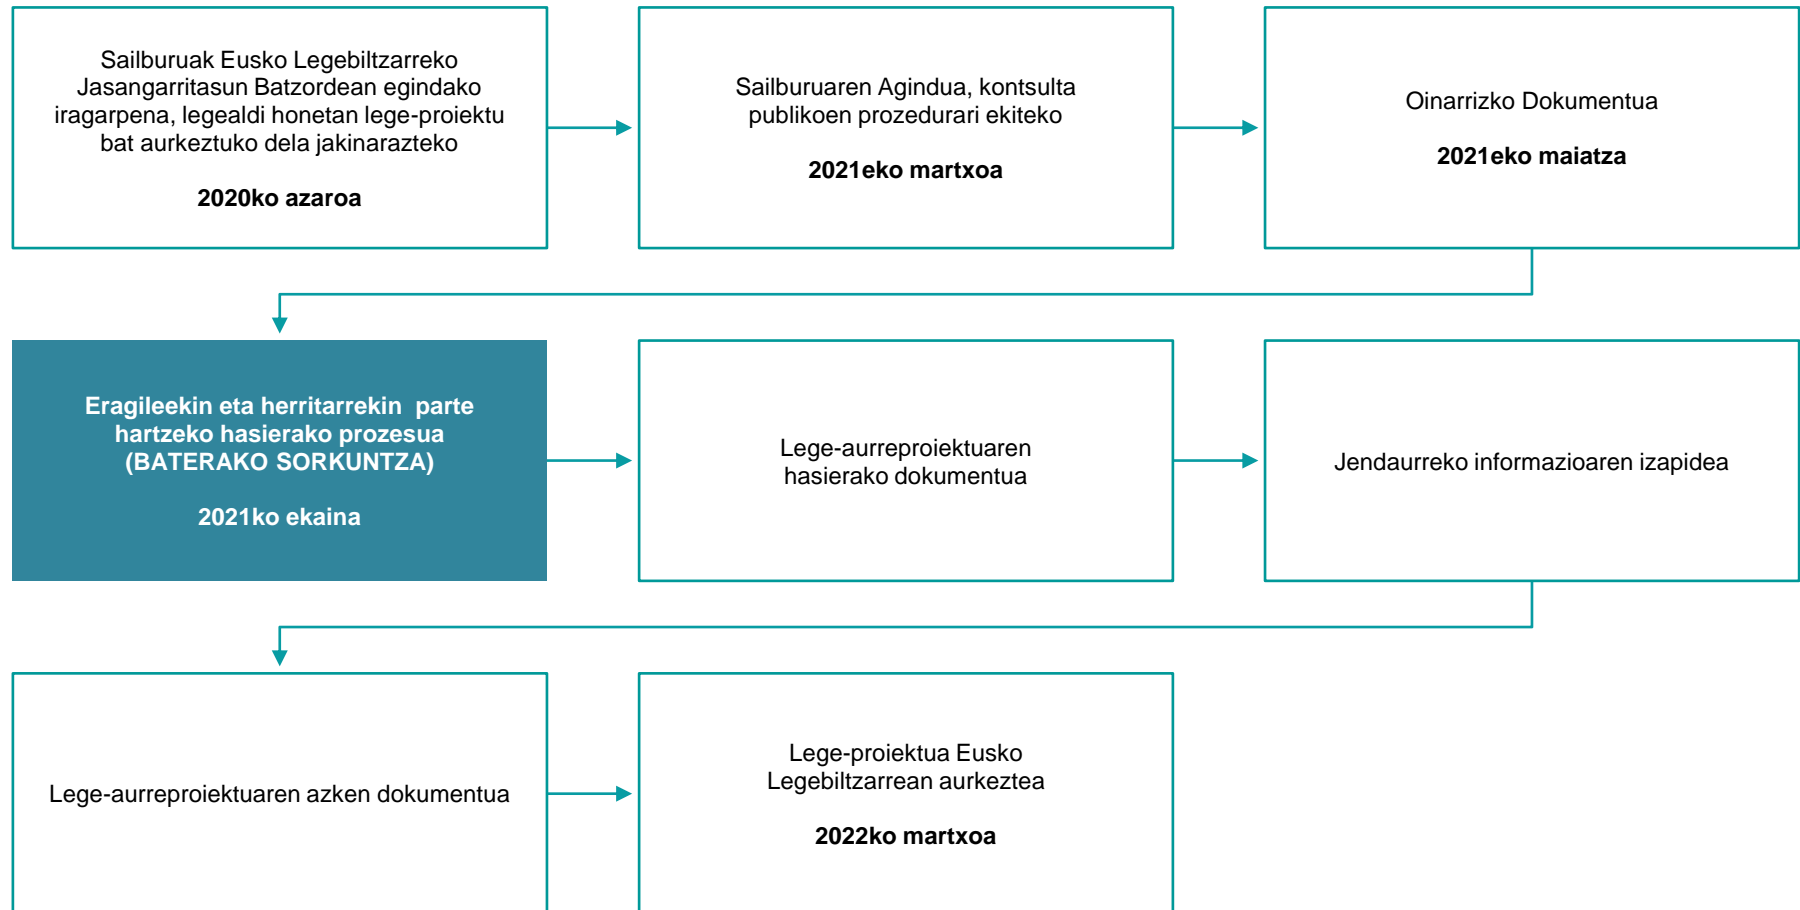 Sailburuak Eusko Legebiltzarreko
Jasangarritasun Batzordean egindako
iragarpena, legealdi honetan lege-proiektu
bat aurkeztuko dela jakinarazteko
2020ko azaroa
Sailburuaren Agindua, kontsulta
publikoen prozedurari ekiteko
2021eko martxoa
Oinarrizko Dokumentua
2021eko maiatza
Eragileekin eta herritarrekin  parte
hartzeko hasierako prozesua
(BATERAKO SORKUNTZA)
2021ko ekaina
Lege-aurreproiektuaren
hasierako dokumentua
Jendaurreko informazioaren izapidea
Lege-aurreproiektuaren azken dokumentua
Lege-proiektua Eusko
Legebiltzarrean aurkeztea
2022ko martxoa